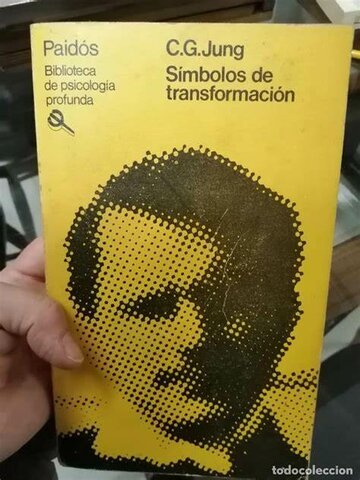 Paidós
Biblioteca
de psicología
profunda
C.G.Jung
Símbolos de
transformación
todocoleccion